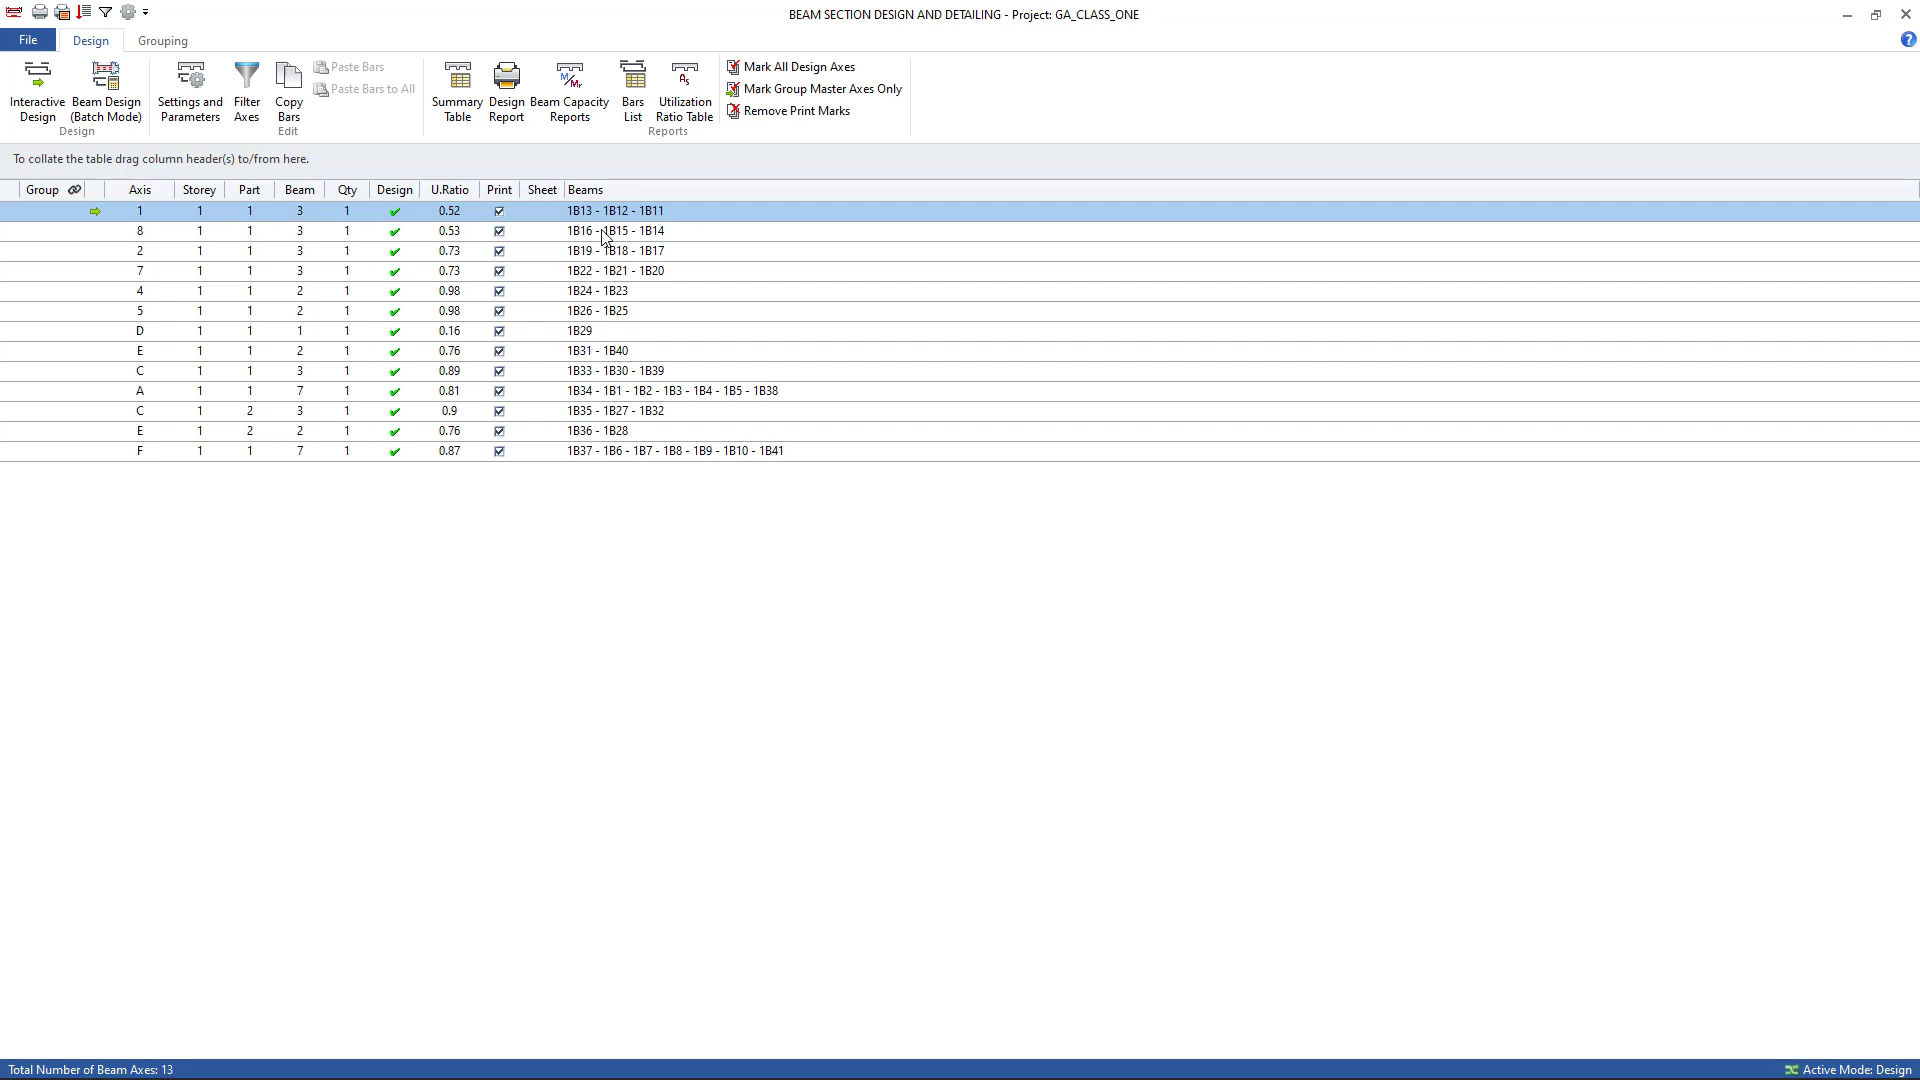 BEAM SECTION DESIGN AND DETAILING - Project: GA_CLASS_ONE
File Design Grouping
Interactive Design
Beam Design (Batch Mode)
Design
Settings and Parameters
Filter Axes
Copy Bars
Paste Bars
Paste Bars to All
Edit
Summary Table
Design Report
Beam Capacity Reports
Bars List
Utilization Ratio Table
Reports
Mark All Design Axes
Mark Group Master Axes Only
Remove Print Marks
To collate the table drag column header(s) to/from here.
Group Axis Storey Part Beam Qty Design U.Ratio Print Sheet Beams
1 1 1 3 1 0.52 1B13 - 1B12 - 1B11
8 1 1 3 1 0.53 1B16 - 1B15 - 1B14
2 1 1 3 1 0.73 1B19 - 1B18 - 1B17
7 1 1 3 1 0.73 1B22 - 1B21 - 1B20
4 1 1 2 1 0.98 1B24 - 1B23
5 1 1 2 1 0.98 1B26 - 1B25
D 1 1 1 1 0.16 1B29
E 1 1 2 1 0.76 1B31 - 1B40
C 1 1 3 1 0.89 1B33 - 1B30 - 1B39
A 1 1 7 1 0.81 1B34 - 1B1 - 1B2 - 1B3 - 1B4 - 1B5 - 1B38
C 1 2 3 1 0.9 1B35 - 1B27 - 1B32
E 1 2 2 1 0.76 1B36 - 1B28
F 1 1 7 1 0.87 1B37 - 1B6 - 1B7 - 1B8 - 1B9 - 1B10 - 1B41
Total Number of Beam Axes: 13
Active Mode: Design